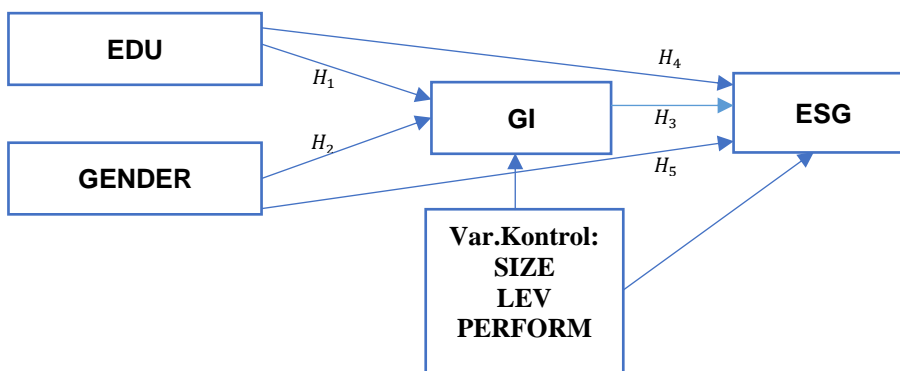 EDU
H₄
H₁
GI
H₃
ESG
H₂
GENDER
H₅
Var.Kontrol:
SIZE
LEV
PERFORM